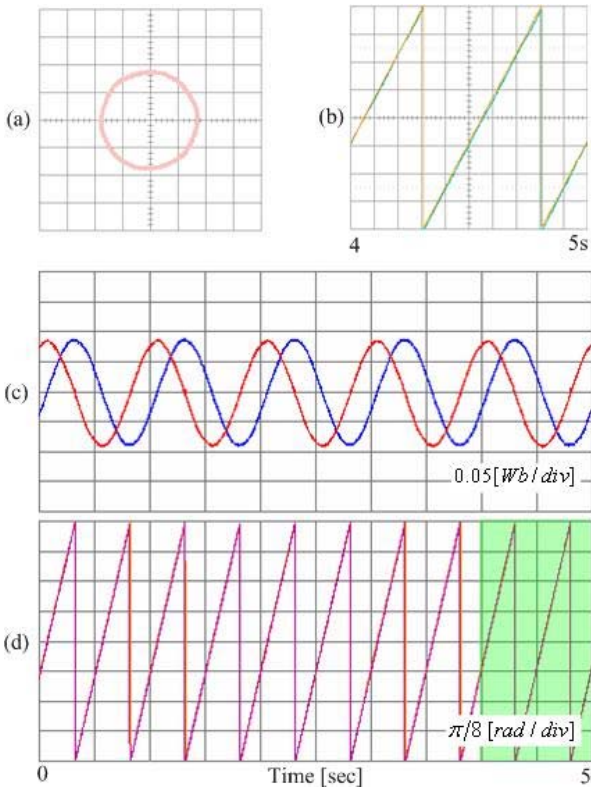 (a)
(b)
4
5s
(c)
0.05[Wb/div]
(d)
π/8 [rad/div]
0
Time [sec]
5